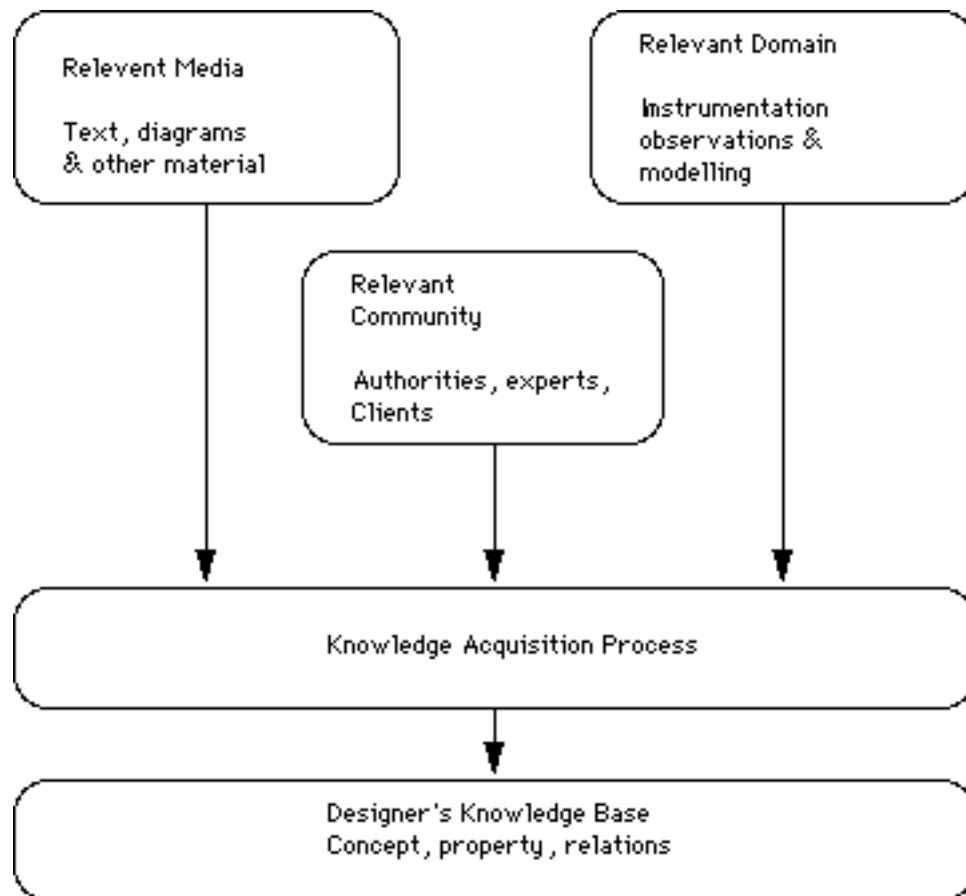 Relevent Media
Text, diagrams
& other material
Relevant Domain
Instrumentation
observations &
modelling
Relevant
Community
Authorities, experts,
Clients
Knowledge Acquisition Process
Designer's Knowledge Base
Concept, property, relations